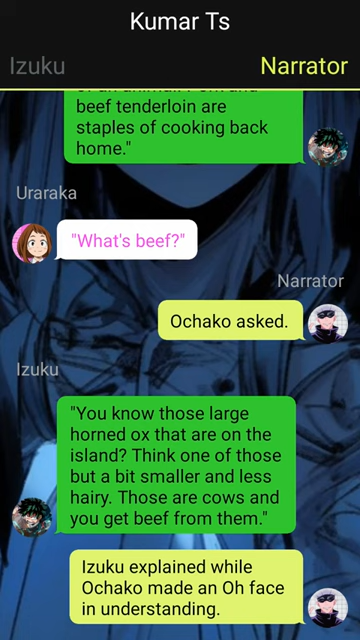 Kumar Ts
Izuku
Narrator
beef tenderloin are
staples of cooking back
home."
Uraraka
"What's beef?"
Narrator
Ochako asked.
Izuku
"You know those large
horned ox that are on the
island? Think one of those
but a bit smaller and less
hairy. Those are cows and
you get beef from them."
Izuku explained while
Ochako made an Oh face
in understanding.